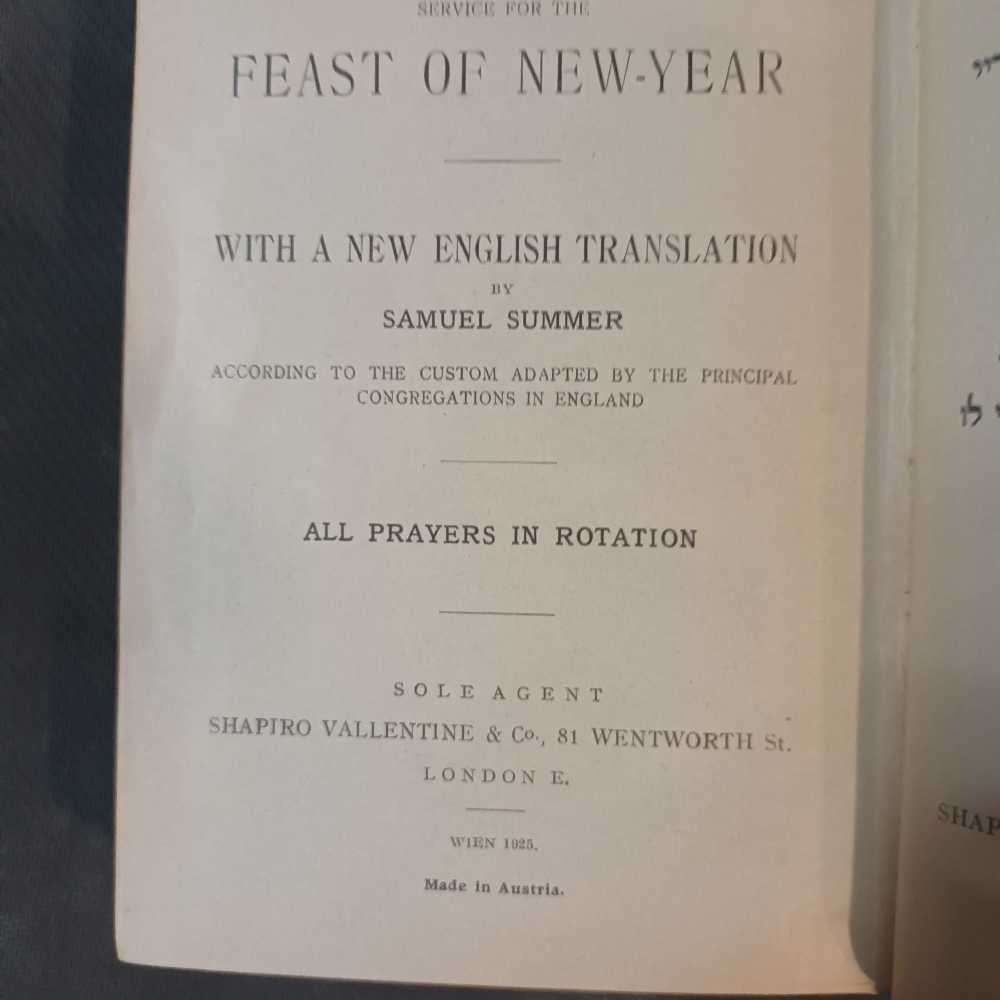 SERVICE FOR THE
FEAST OF NEW-YEAR
WITH A NEW ENGLISH TRANSLATION
BY
SAMUEL SUMMER
ACCORDING TO THE CUSTOM ADAPTED BY THE PRINCIPAL
CONGREGATIONS IN ENGLAND
ALL PRAYERS IN ROTATION
SOLE AGENT
SHAPIRO VALLENTINE & Co., 81 WENTWORTH St.
LONDON E.
WIEN 1925.
Made in Austria.
SHAP